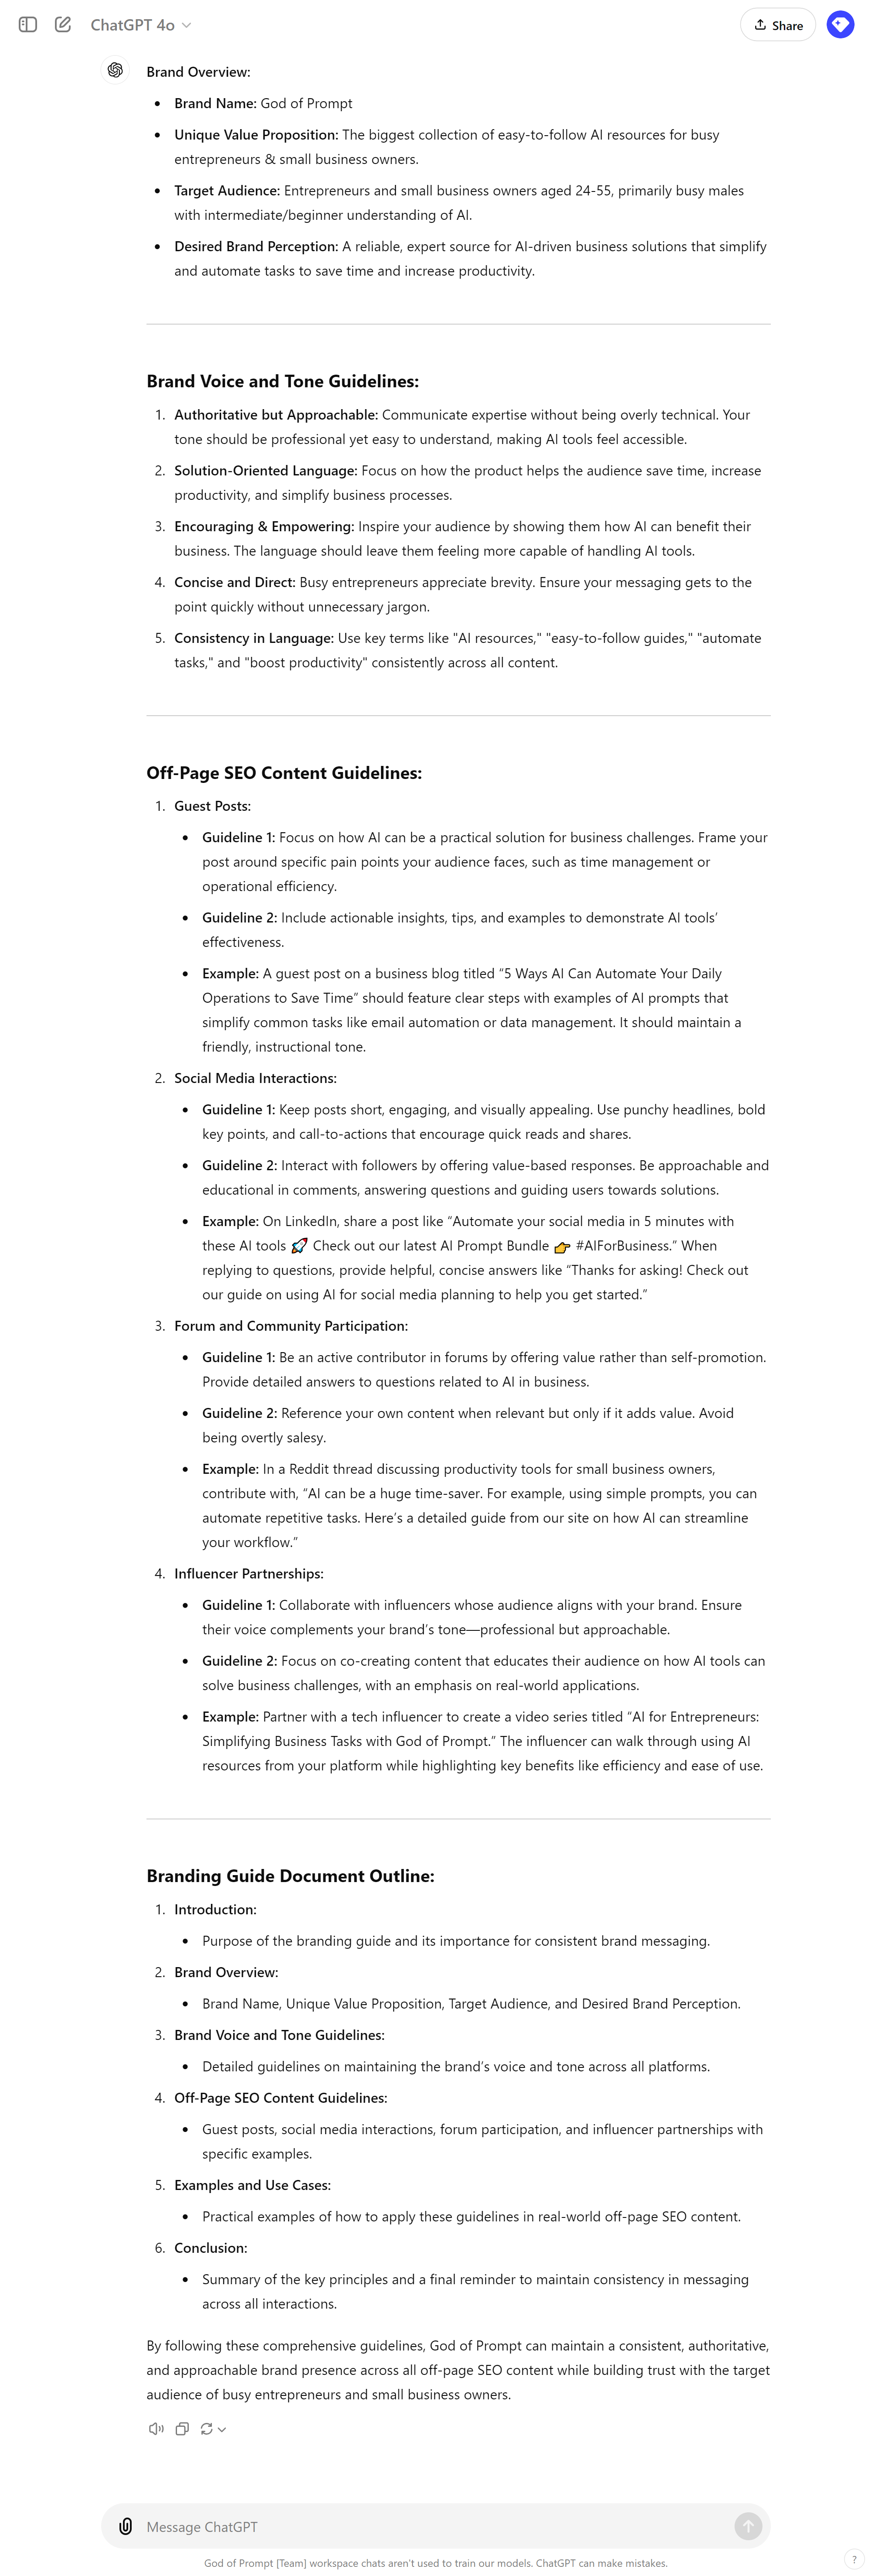 ChatGPT 4o
Share
Brand Overview:
• Brand Name: God of Prompt
• Unique Value Proposition: The biggest collection of easy-to-follow AI resources for busy
entrepreneurs & small business owners.
• Target Audience: Entrepreneurs and small business owners aged 24-55, primarily busy males
with intermediate/beginner understanding of AI.
• Desired Brand Perception: A reliable, expert source for AI-driven business solutions that simplify
and automate tasks to save time and increase productivity.
Brand Voice and Tone Guidelines:
1. Authoritative but Approachable: Communicate expertise without being overly technical. Your
tone should be professional yet easy to understand, making AI tools feel accessible.
2. Solution-Oriented Language: Focus on how the product helps the audience save time, increase
productivity, and simplify business processes.
3. Encouraging & Empowering: Inspire your audience by showing them how AI can benefit their
business. The language should leave them feeling more capable of handling AI tools.
4. Concise and Direct: Busy entrepreneurs appreciate brevity. Ensure your messaging gets to the
point quickly without unnecessary jargon.
5. Consistency in Language: Use key terms like "AI resources," "easy-to-follow guides," "automate
tasks," and "boost productivity" consistently across all content.
Off-Page SEO Content Guidelines:
1. Guest Posts:
• Guideline 1: Focus on how AI can be a practical solution for business challenges. Frame your
post around specific pain points your audience faces, such as time management or
operational efficiency.
• Guideline 2: Include actionable insights, tips, and examples to demonstrate AI tools’
effectiveness.
• Example: A guest post on a business blog titled “5 Ways AI Can Automate Your Daily
Operations to Save Time” should feature clear steps with examples of AI prompts that
simplify common tasks like email automation or data management. It should maintain a
friendly, instructional tone.
2. Social Media Interactions:
• Guideline 1: Keep posts short, engaging, and visually appealing. Use punchy headlines, bold
key points, and call-to-actions that encourage quick reads and shares.
• Guideline 2: Interact with followers by offering value-based responses. Be approachable and
educational in comments, answering questions and guiding users towards solutions.
• Example: On LinkedIn, share a post like “Automate your social media in 5 minutes with
these AI tools 🚀 Check out our latest AI Prompt Bundle 👉 #AIForBusiness.” When
replying to questions, provide helpful, concise answers like “Thanks for asking! Check out
our guide on using AI for social media planning to help you get started.”
3. Forum and Community Participation:
• Guideline 1: Be an active contributor in forums by offering value rather than self-promotion.
Provide detailed answers to questions related to AI in business.
• Guideline 2: Reference your own content when relevant but only if it adds value. Avoid
being overtly salesy.
• Example: In a Reddit thread discussing productivity tools for small business owners,
contribute with, “AI can be a huge time-saver. For example, using simple prompts, you can
automate repetitive tasks. Here’s a detailed guide from our site on how AI can streamline
your workflow.”
4. Influencer Partnerships:
• Guideline 1: Collaborate with influencers whose audience aligns with your brand. Ensure
their voice complements your brand’s tone—professional but approachable.
• Guideline 2: Focus on co-creating content that educates their audience on how AI tools can
solve business challenges, with an emphasis on real-world applications.
• Example: Partner with a tech influencer to create a video series titled “AI for Entrepreneurs:
Simplifying Business Tasks with God of Prompt.” The influencer can walk through using AI
resources from your platform while highlighting key benefits like efficiency and ease of use.
Branding Guide Document Outline:
1. Introduction:
• Purpose of the branding guide and its importance for consistent brand messaging.
2. Brand Overview:
• Brand Name, Unique Value Proposition, Target Audience, and Desired Brand Perception.
3. Brand Voice and Tone Guidelines:
• Detailed guidelines on maintaining the brand’s voice and tone across all platforms.
4. Off-Page SEO Content Guidelines:
• Guest posts, social media interactions, forum participation, and influencer partnerships with
specific examples.
5. Examples and Use Cases:
• Practical examples of how to apply these guidelines in real-world off-page SEO content.
6. Conclusion:
• Summary of the key principles and a final reminder to maintain consistency in messaging
across all interactions.
By following these comprehensive guidelines, God of Prompt can maintain a consistent, authoritative,
and approachable brand presence across all off-page SEO content while building trust with the target
audience of busy entrepreneurs and small business owners.
Message ChatGPT
God of Prompt [Team] workspace chats aren't used to train our models. ChatGPT can make mistakes.
?